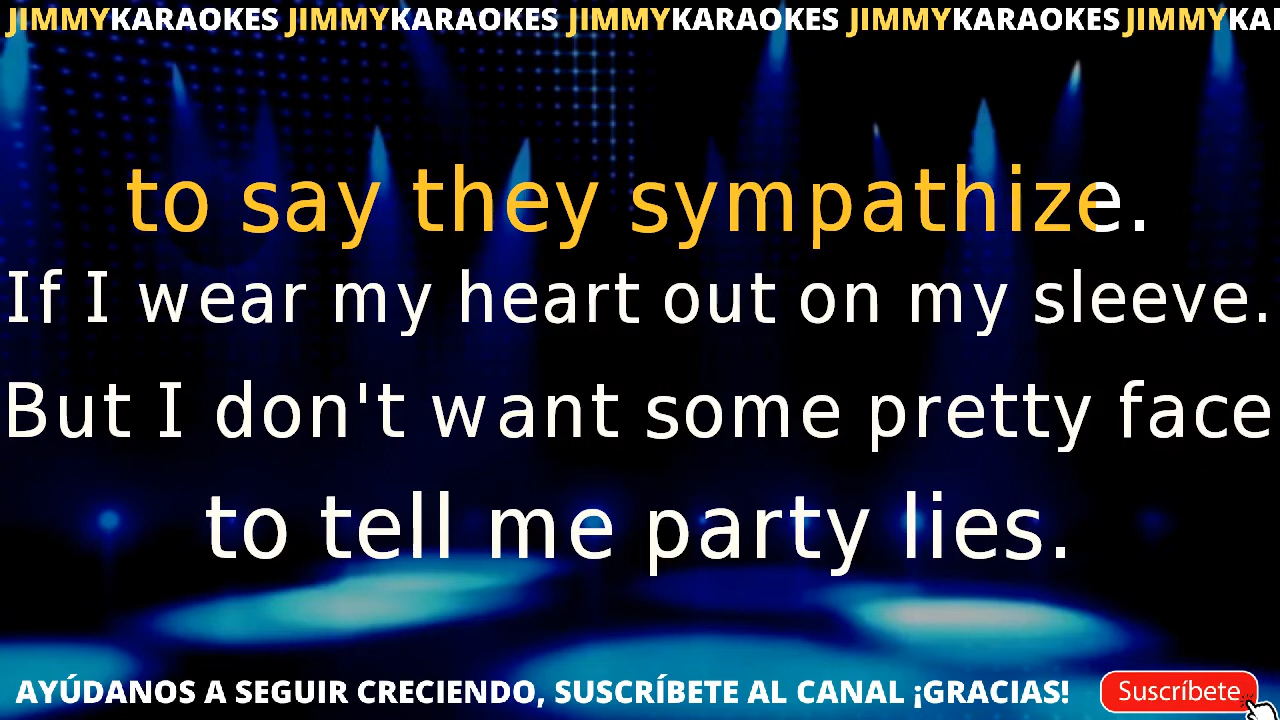 JIMMYKARAOKES JIMMYKARAOKES JIMMYKARAOKES JIMMYKARAOKES JIMMYKA
to say they sympathize.
If I wear my heart out on my sleeve.
But I don't want some pretty face
to tell me party lies.
AYÚDANOS A SEGUIR CRECIENDO, SUSCRÍBETE AL CANAL ¡GRACIAS!
Suscríbete